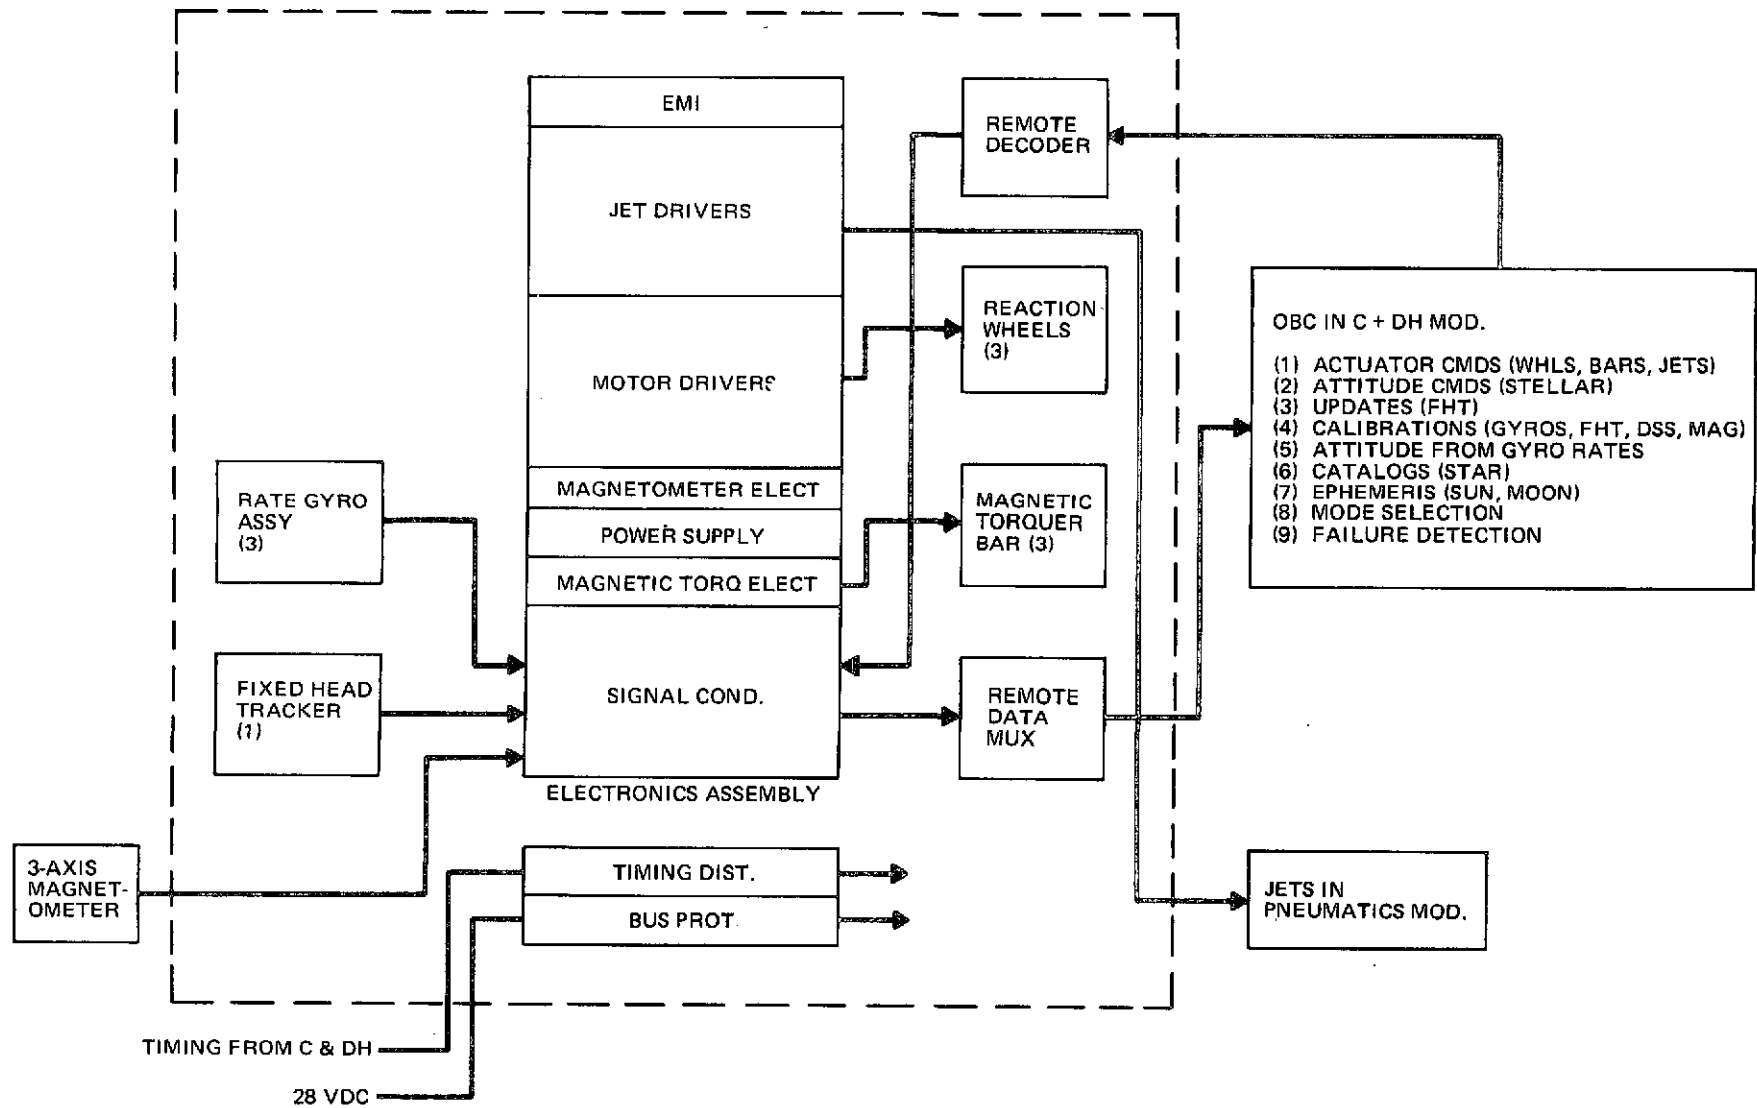 EMI
JET DRIVERS
MOTOR DRIVERS
MAGNETOMETER ELECT
POWER SUPPLY
MAGNETIC TORQ ELECT
SIGNAL COND.
ELECTRONICS ASSEMBLY
TIMING DIST.
BUS PROT
RATE GYRO
ASSY
(3)
FIXED HEAD
TRACKER
(1)
3-AXIS
MAGNET-
OMETER
TIMING FROM C & DH
28 VDC
REMOTE
DECODER
REACTION
WHEELS
(3)
MAGNETIC
TORQUER
BAR (3)
REMOTE
DATA
MUX
OBC IN C + DH MOD.
(1) ACTUATOR CMDS (WHLS, BARS, JETS)
(2) ATTITUDE CMDS (STELLAR)
(3) UPDATES (FHT)
(4) CALIBRATIONS (GYROS, FHT, DSS, MAG)
(5) ATTITUDE FROM GYRO RATES
(6) CATALOGS (STAR)
(7) EPHEMERIS (SUN, MOON)
(8) MODE SELECTION
(9) FAILURE DETECTION
JETS IN
PNEUMATICS MOD.